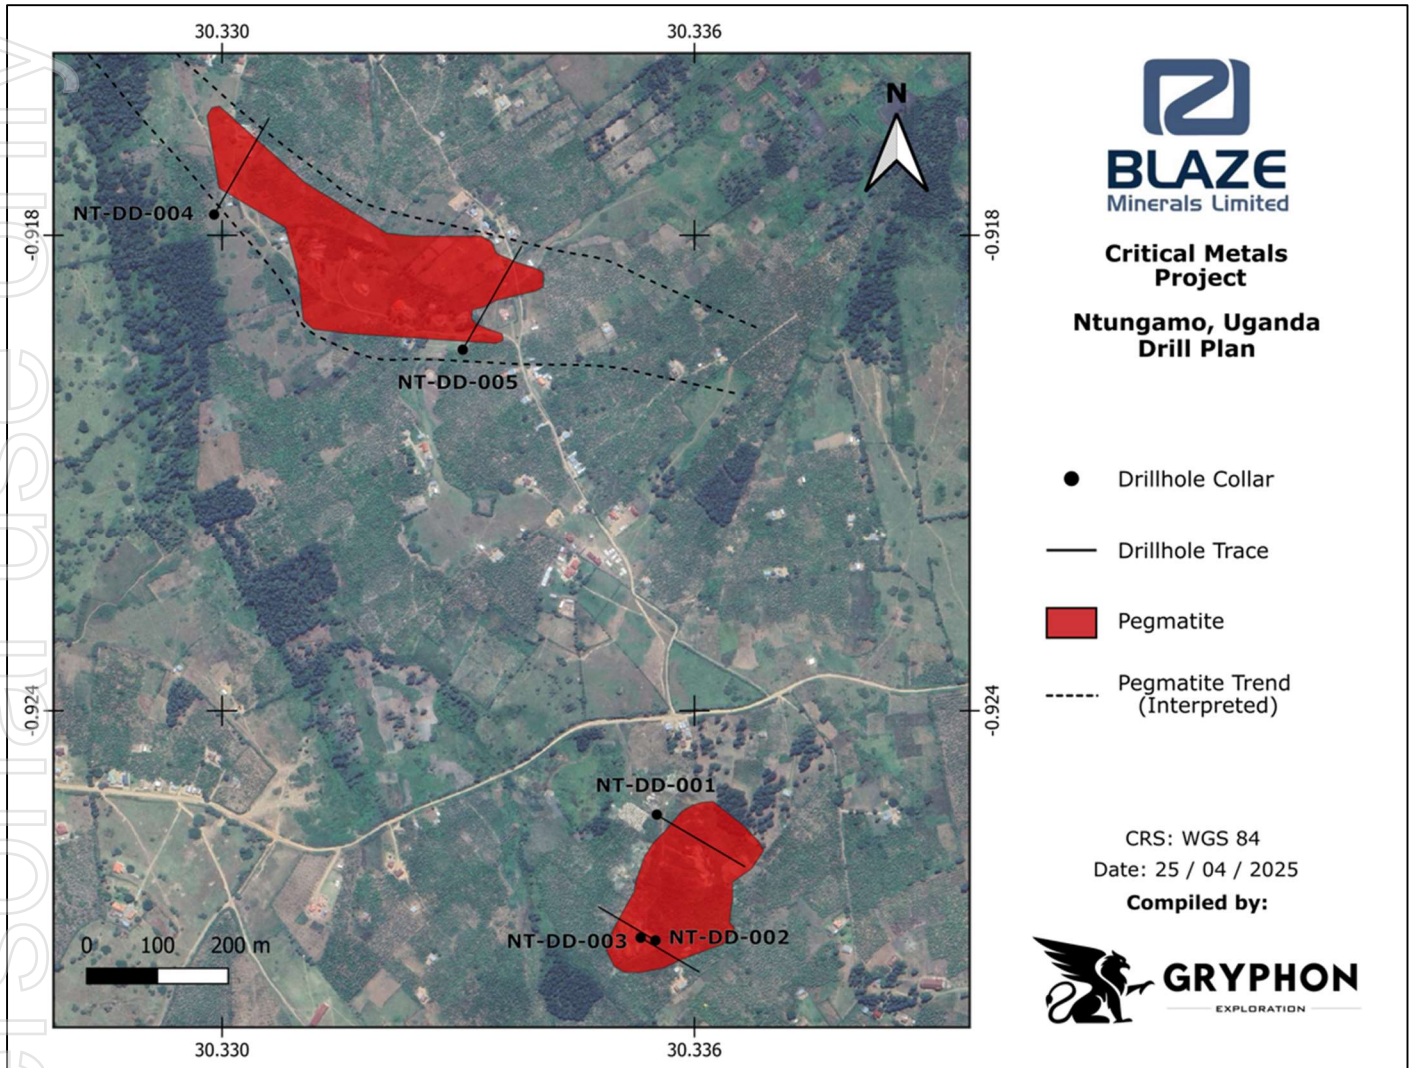 30.330
30.336
N
NT-DD-004
-0.918
-0.918
NT-DD-005
-0.924
-0.924
NT-DD-001
NT-DD-003
NT-DD-002
0 100 200 m
30.330
30.336
BLAZE
Minerals Limited
Critical Metals
Project
Ntungamo, Uganda
Drill Plan
Drillhole Collar
Drillhole Trace
Pegmatite
Pegmatite Trend
(Interpreted)
CRS: WGS 84
Date: 25 / 04 / 2025
Compiled by:
GRYPHON
EXPLORATION